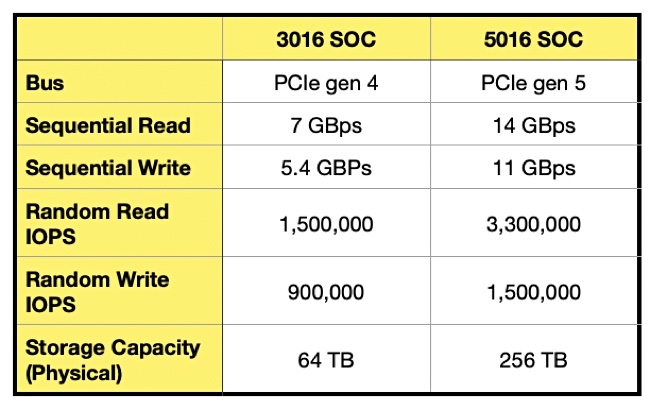 3016 SOC 5016 SOC
Bus PCIe gen 4 PCIe gen 5
Sequential Read 7 GBps 14 GBps
Sequential Write 5.4 GBPs 11 GBps
Random Read
IOPS 1,500,000 3,300,000
Random Write
IOPS 900,000 1,500,000
Storage Capacity
(Physical) 64 TB 256 TB